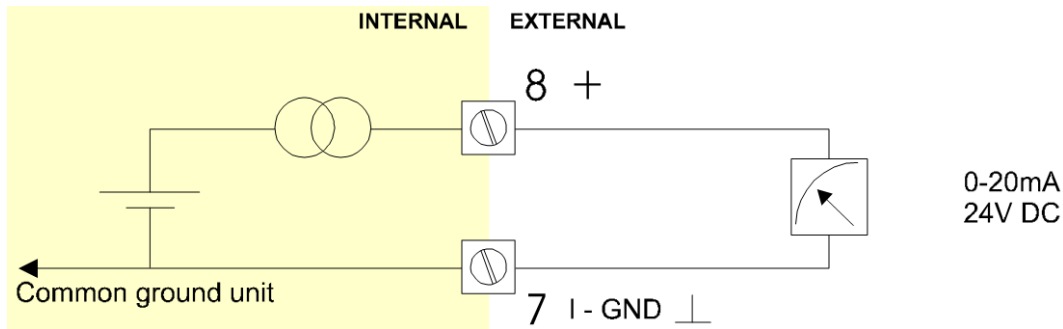 INTERNAL EXTERNAL
8 +
0-20mA
24V DC
Common ground unit
7 I - GND ⏊